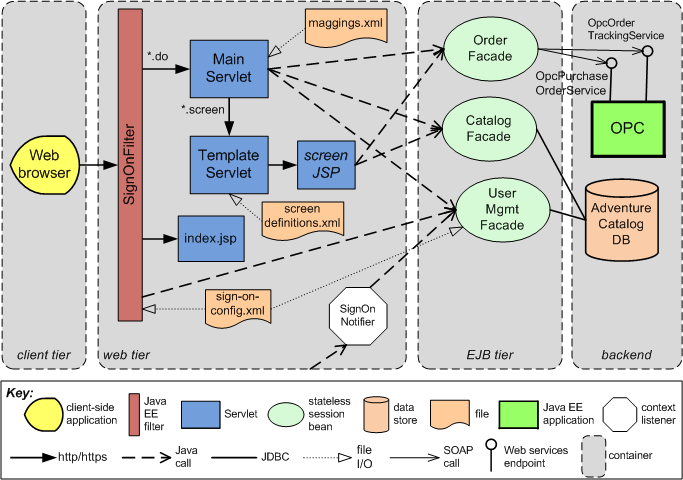 maggings.xml
OpcOrder
TrackingService
*.do
Main
Servlet
Order
Facade
OpcPurchase
OrderService
*.screen
OPC
SignOnFilter
Web
browser
Template
Servlet
screen
JSP
Catalog
Facade
screen
definitions.xml
User
Mgmt
Facade
Adventure
Catalog
DB
index.jsp
sign-on-
config.xml
SignOn
Notifier
client tier
web tier
EJB tier
backend
Key:
client-side
application
Java
EE
filter
Servlet
stateless
session
bean
data
store
file
Java EE
application
context
listener
http/https
Java
call
JDBC
file
I/O
SOAP
call
Web services
endpoint
container